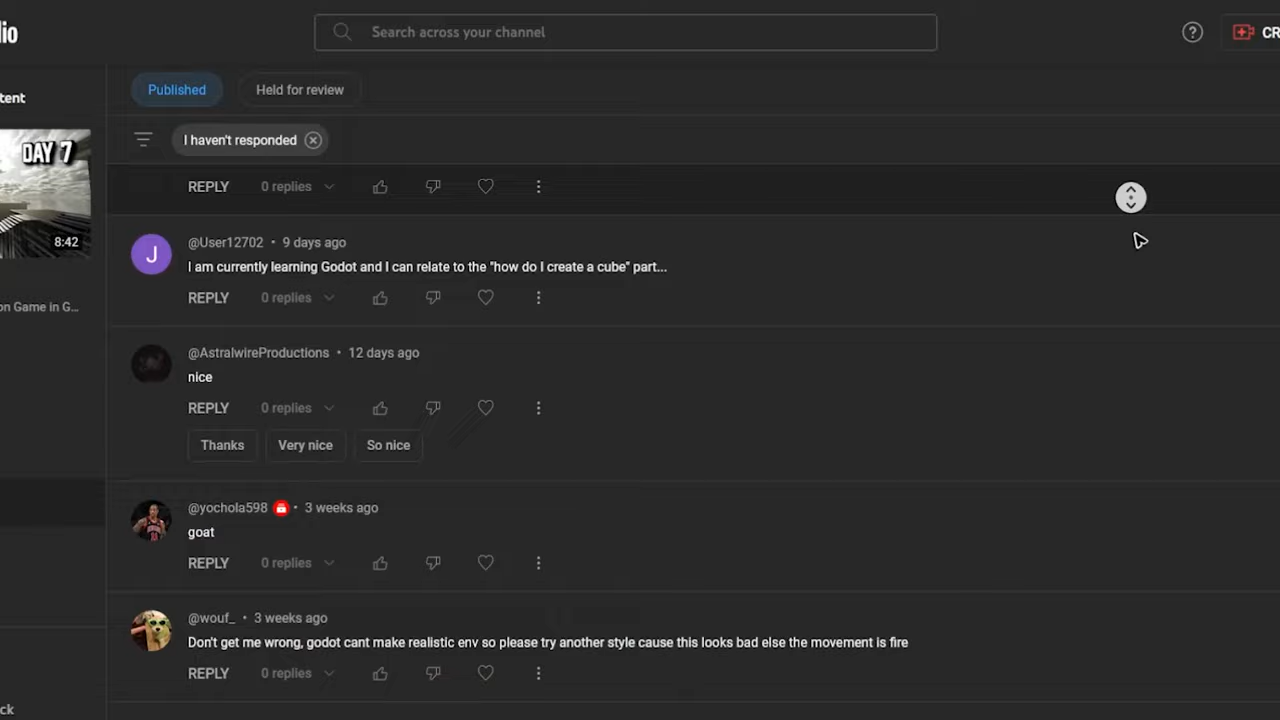 lio
Search across your channel
CR
tent
Published
Held for review
I haven't responded
DAY 7
8:42
REPLY 0 replies
@User12702 • 9 days ago
J
I am currently learning Godot and I can relate to the "how do I create a cube" part...
REPLY 0 replies
on Game in G...
@AstralwireProductions • 12 days ago
nice
REPLY 0 replies
Thanks Very nice So nice
@yochola598 • 3 weeks ago
goat
REPLY 0 replies
@wouf_ • 3 weeks ago
Don't get me wrong, godot cant make realistic env so please try another style cause this looks bad else the movement is fire
REPLY 0 replies
ck